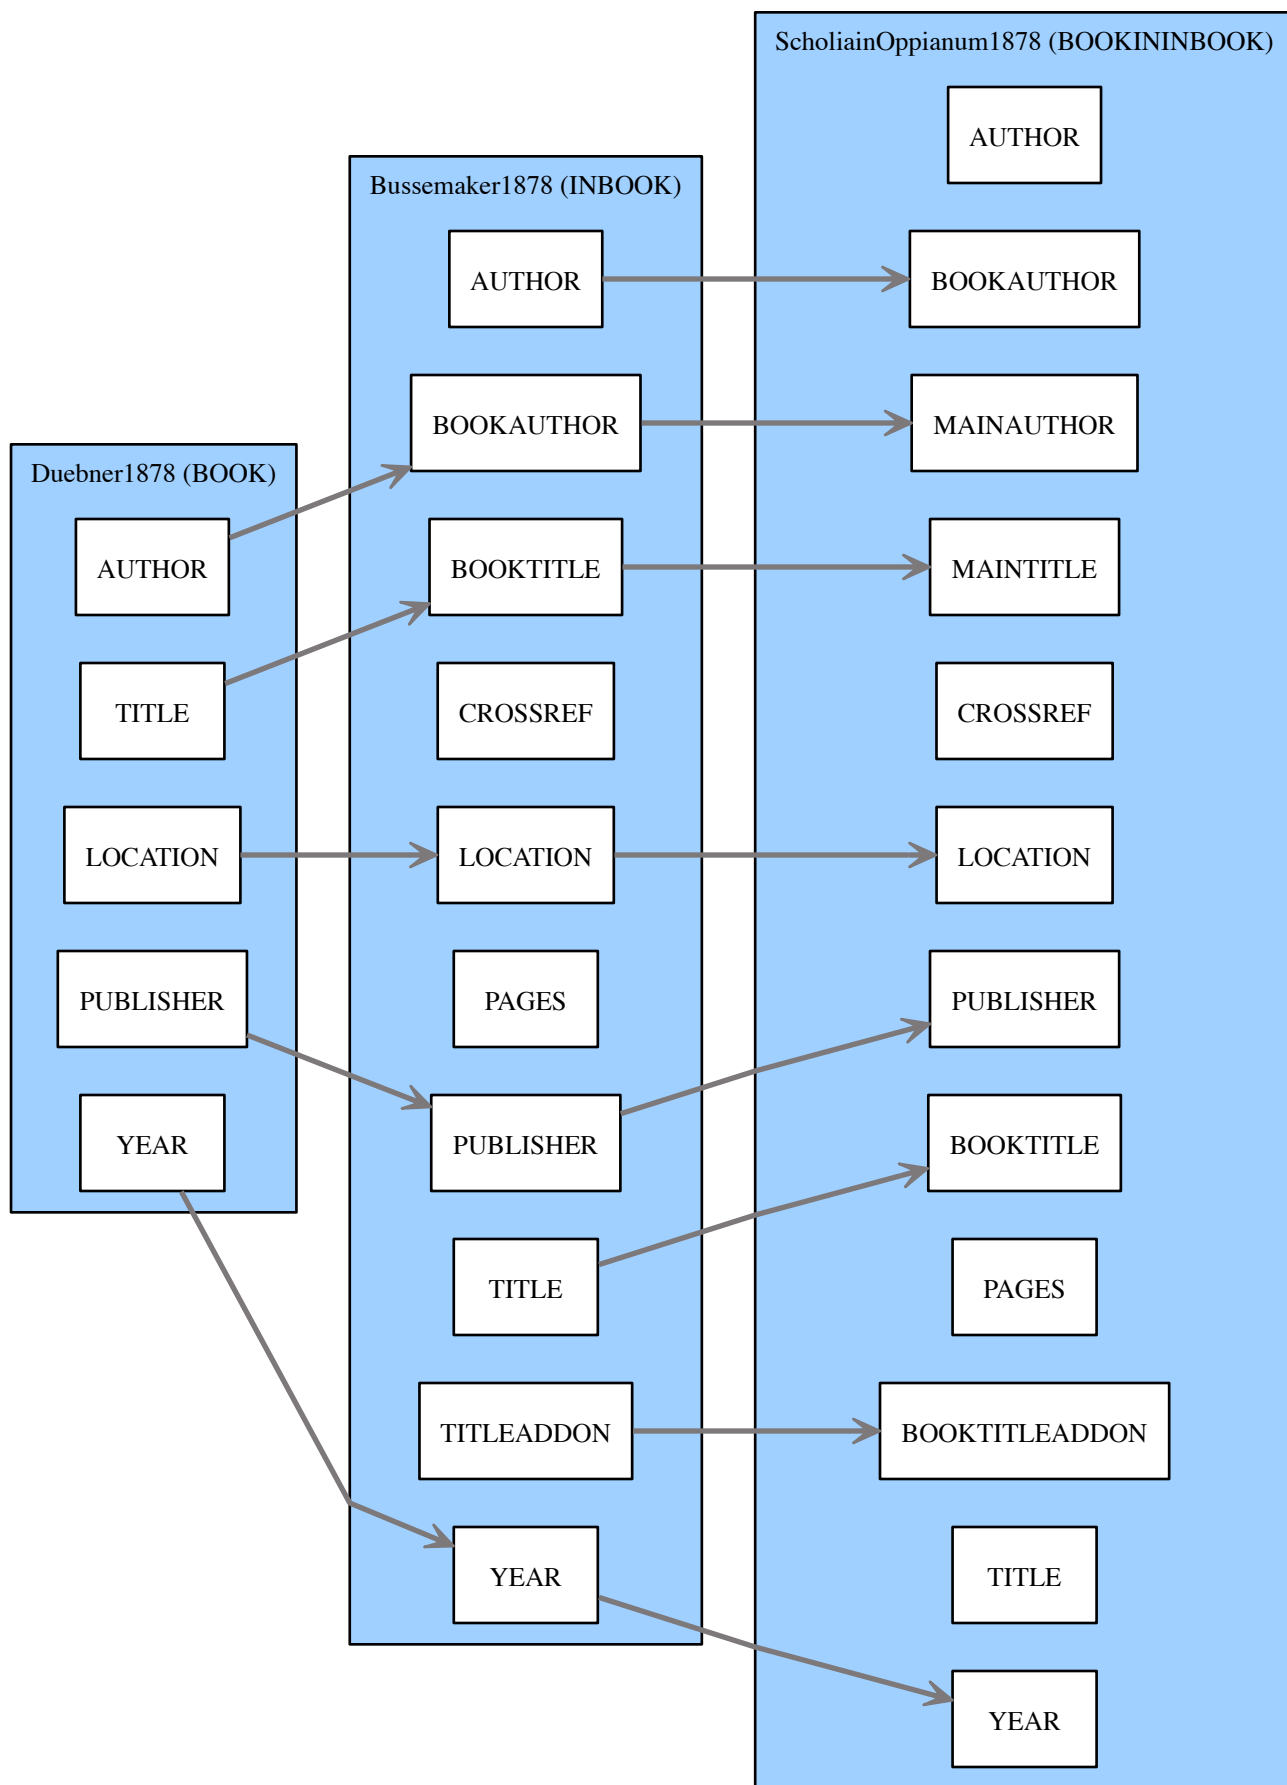 Duebner1878 (BOOK)
AUTHOR
TITLE
LOCATION
PUBLISHER
YEAR
Bussemaker1878 (INBOOK)
AUTHOR
BOOKAUTHOR
BOOKTITLE
CROSSREF
LOCATION
PAGES
PUBLISHER
TITLE
TITLEADDON
YEAR
ScholiainOppianum1878 (BOOKININBOOK)
AUTHOR
BOOKAUTHOR
MAINAUTHOR
MAINTITLE
CROSSREF
LOCATION
PUBLISHER
BOOKTITLE
PAGES
BOOKTITLEADDON
TITLE
YEAR